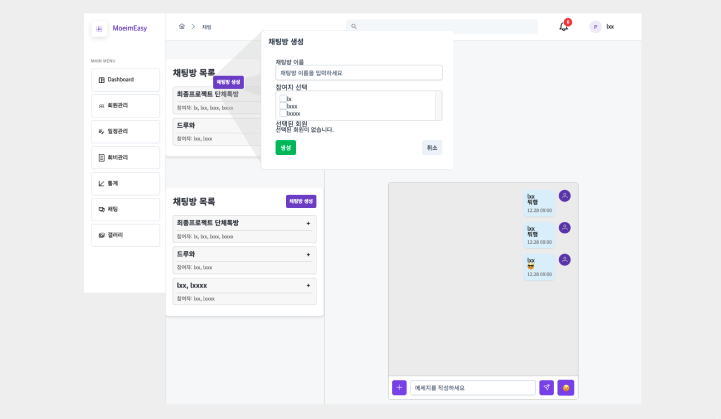 MoeimEasy
채팅
P
lxx
MAIN MENU
Dashboard
회원관리
일정관리
회비관리
통계
채팅
갤러리
채팅방 목록
채팅방 생성
최종프로젝트 단체톡방
참여자: lx, lxx, lxxx, lxxxx
드루와
참여자: lxx, lxxx
채팅방 생성
채팅방 이름
채팅방 이름을 입력하세요
참여자 선택
lx
lxxx
lxxxx
선택된 회원
선택된 회원이 없습니다.
생성
취소
채팅방 목록
채팅방 생성
최종프로젝트 단체톡방 +
참여자: lxx, lxx, lxxx, lxxxx
드루와 +
참여자: lxx, lxxx
lxx, lxxxx +
참여자: lxx, lxxxx
lxx
뭐햄
12.28 09:00
lxx
뭐햄
12.28 09:00
lxx
😎
12.28 09:00
메세지를 작성하세요